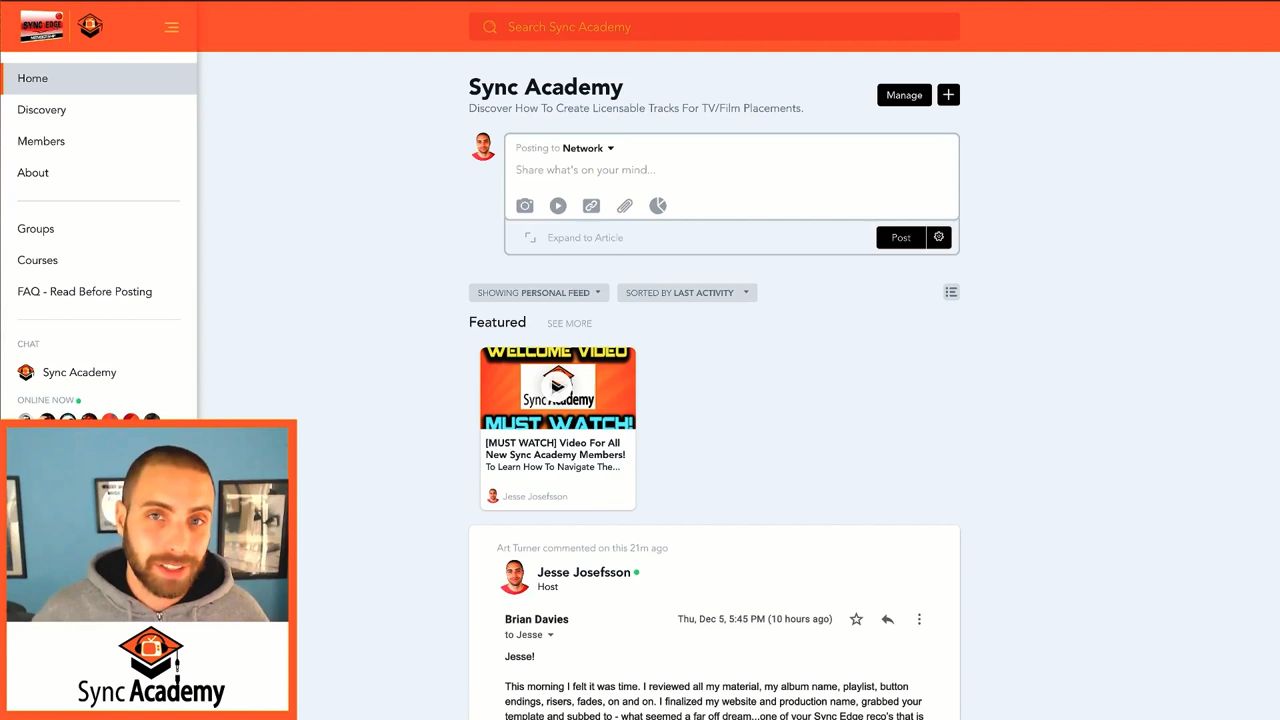 SYNC EDGE
Search Sync Academy
Home
Discovery
Members
About
Groups
Courses
FAQ - Read Before Posting
CHAT
Sync Academy
ONLINE NOW
Sync Academy
Sync Academy
Discover How To Create Licensable Tracks For TV/Film Placements.
Manage
Posting to Network
Share what's on your mind...
Expand to Article
Post
SHOWING PERSONAL FEED
SORTED BY LAST ACTIVITY
Featured
SEE MORE
WELCOME VIDEO
Sync Academy
MUST WATCH!
[MUST WATCH] Video For All
New Sync Academy Members!
To Learn How To Navigate The...
Jesse Josefsson
Art Turner commented on this 21m ago
Jesse Josefsson
Host
Brian Davies
Thu, Dec 5, 5:45 PM (10 hours ago)
to Jesse
Jesse!
This morning I felt it was time. I reviewed all my material, my album name, playlist, button
endings, risers, fades, on and on. I finalized my website and production name, grabbed your
template and subbed to - what seemed a far off dream...one of your Sync Edge reco's that is